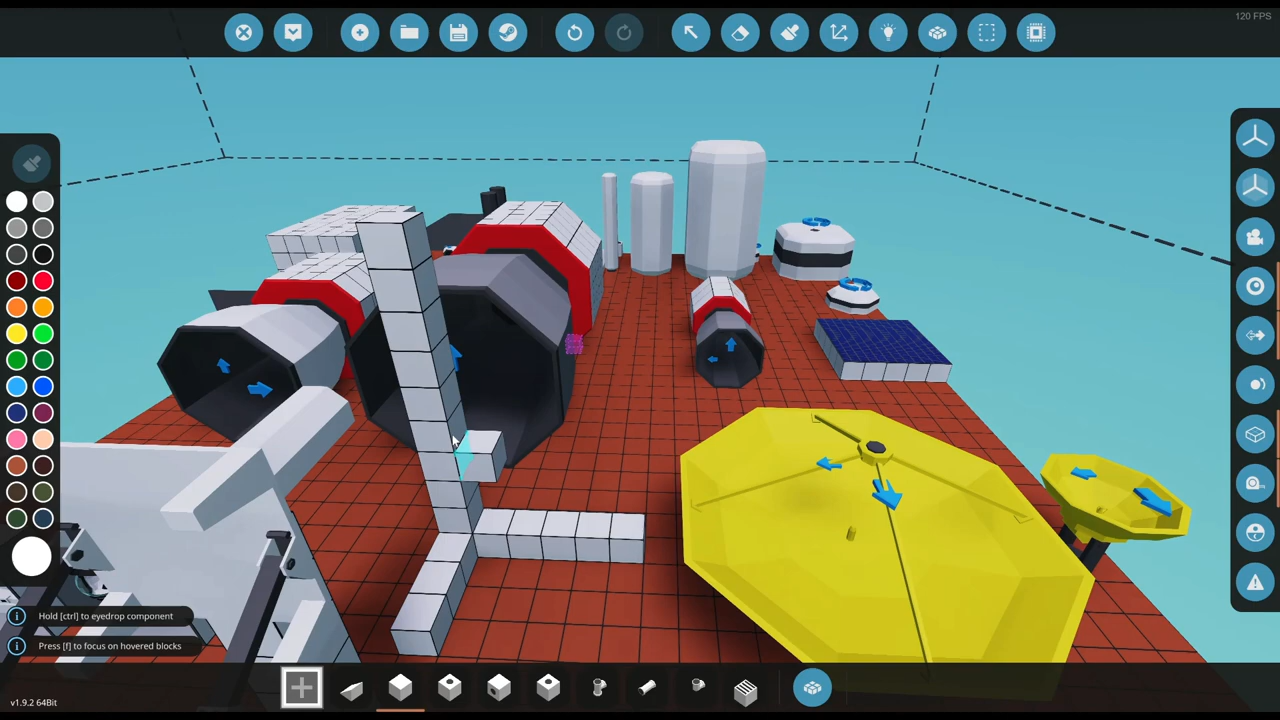 120 FPS
Hold [ctrl] to eyedrop component
Press [f] to focus on hovered blocks
v1.9.2 64Bit